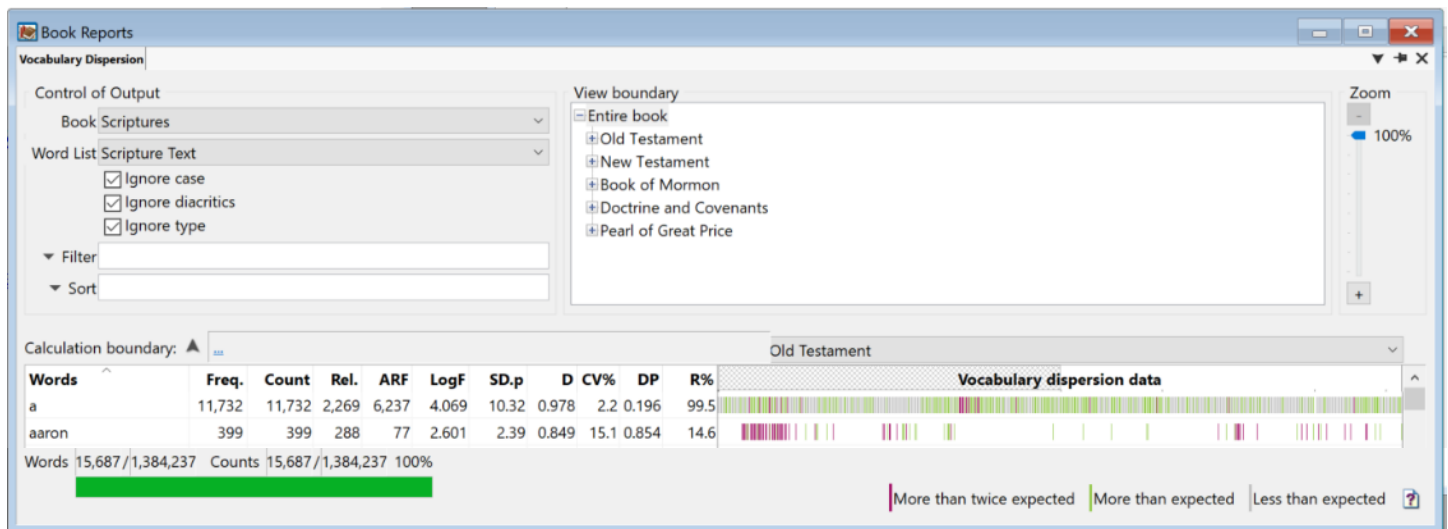 Book Reports
Vocabulary Dispersion
Control of Output
Book Scriptures
Word List Scripture Text
Ignore case
Ignore diacritics
Ignore type
Filter
Sort
View boundary
Entire book
Old Testament
New Testament
Book of Mormon
Doctrine and Covenants
Pearl of Great Price
Zoom
-
100%
+
Calculation boundary: ... Old Testament
Words Freq. Count Rel. ARF LogF SD.p D CV% DP R% Vocabulary dispersion data
a 11,732 11,732 2,269 6,237 4.069 10.32 0.978 2.2 0.196 99.5
aaron 399 399 288 77 2.601 2.39 0.849 15.1 0.854 14.6
Words 15,687/1,384,237 Counts 15,687/1,384,237 100%
More than twice expected More than expected Less than expected ?